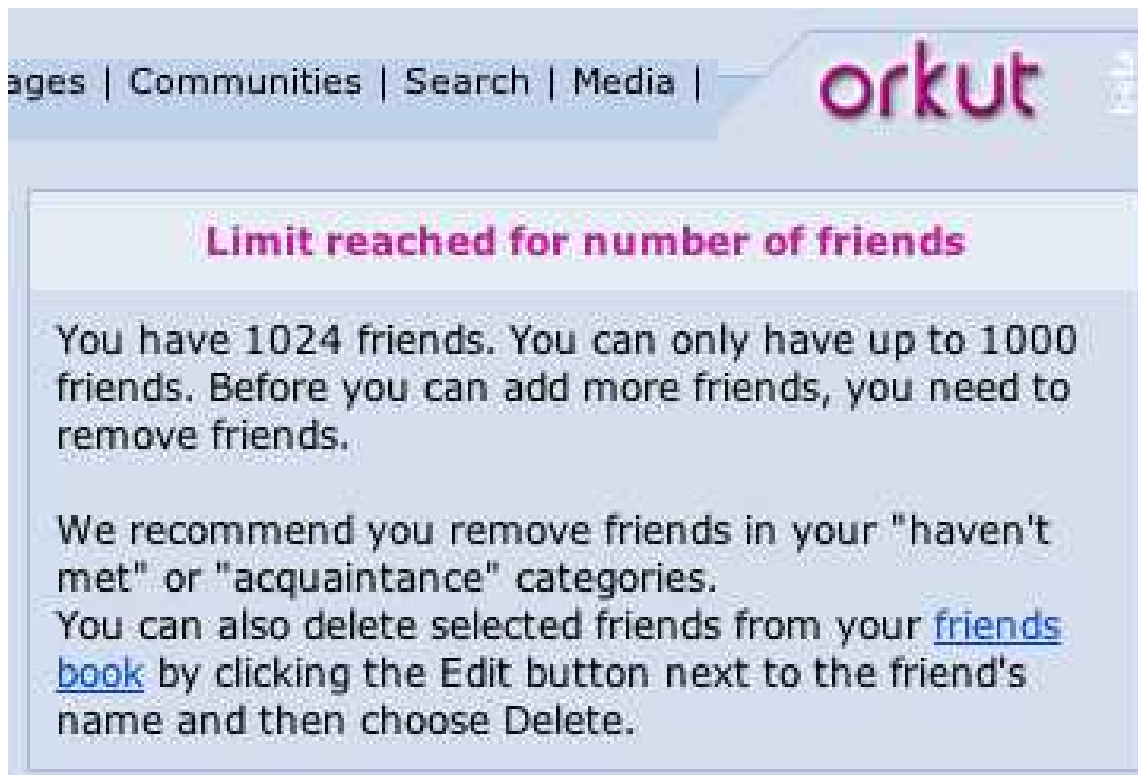 ages | Communities | Search | Media |
orkut
Limit reached for number of friends
You have 1024 friends. You can only have up to 1000
friends. Before you can add more friends, you need to
remove friends.
We recommend you remove friends in your "haven't
met" or "acquaintance" categories.
You can also delete selected friends from your friends
book by clicking the Edit button next to the friend's
name and then choose Delete.